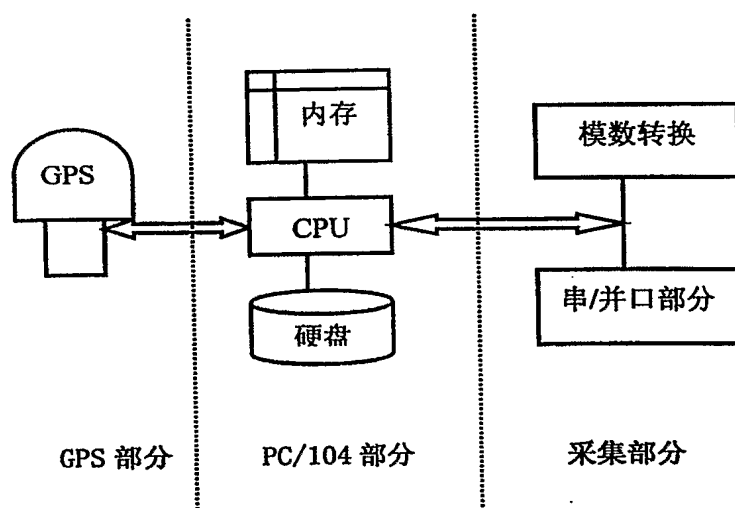 内存
模数转换
GPS
CPU
串/并口部分
硬盘
GPS 部分
PC/104 部分
采集部分